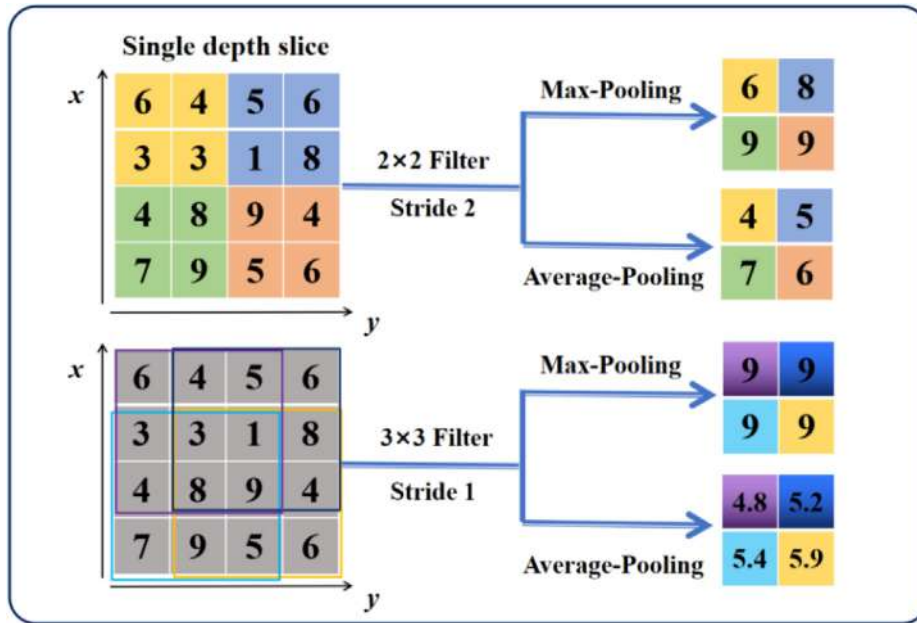 Single depth slice
x
6 4 5 6
3 3 1 8
4 8 9 4
7 9 5 6
y
2×2 Filter
Stride 2
Max-Pooling
6 8
9 9
Average-Pooling
4 5
7 6
x
6 4 5 6
3 3 1 8
4 8 9 4
7 9 5 6
y
3×3 Filter
Stride 1
Max-Pooling
9 9
9 9
Average-Pooling
4.8 5.2
5.4 5.9